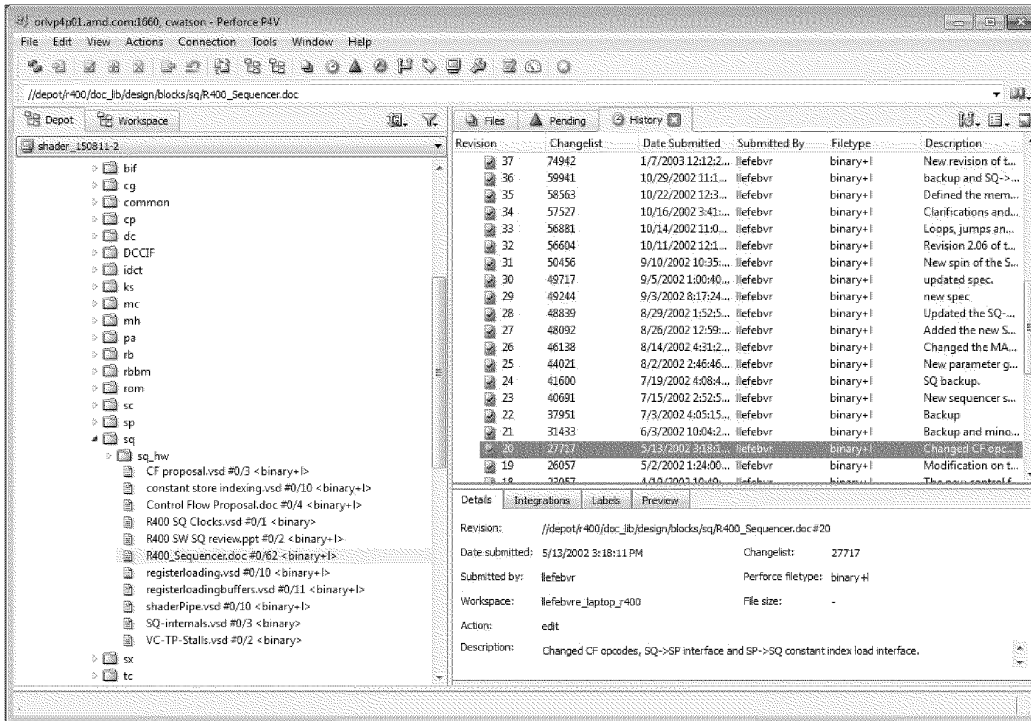 orlvp4p01.amd.com:1660, cwatson - Perforce P4V
File Edit View Actions Connection Tools Window Help
//depot/r400/doc_lib/design/blocks/sq/R400_Sequencer.doc
Depot Workspace
shader_150811-2
bif
cg
common
cp
dc
DCCIF
idct
ks
mc
mh
pa
rb
rbbm
rom
sc
sp
sq
sq_hw
CF proposal.vsd #0/3 <binary+l>
constant store indexing.vsd #0/10 <binary+l>
Control Flow Proposal.doc #0/4 <binary+l>
R400 SQ Clocks.vsd #0/1 <binary>
R400 SW SQ review.ppt #0/2 <binary+l>
R400_Sequencer.doc #0/62 <binary+l>
registerloading.vsd #0/10 <binary+l>
registerloadingbuffers.vsd #0/11 <binary+l>
shaderPipe.vsd #0/10 <binary+l>
SQ-internals.vsd #0/3 <binary>
VC-TP-Stalls.vsd #0/2 <binary>
sx
tc
Files Pending History
Revision Changelist Date Submitted Submitted By Filetype Description
37 74942 1/7/2003 12:12:2... llefebvr binary+l New revision of t...
36 59941 10/29/2002 11:1... llefebvr binary+l backup and SQ->...
35 58563 10/22/2002 12:3... llefebvr binary+l Defined the mem...
34 57527 10/16/2002 3:41:... llefebvr binary+l Clarifications and...
33 56881 10/14/2002 11:0... llefebvr binary+l Loops, jumps an...
32 56604 10/11/2002 12:1... llefebvr binary+l Revision 2.06 of t...
31 50456 9/10/2002 10:35:... llefebvr binary+l New spin of the S...
30 49717 9/5/2002 1:00:40... llefebvr binary+l updated spec.
29 49244 9/3/2002 8:17:24... llefebvr binary+l new spec
28 48839 8/29/2002 1:52:5... llefebvr binary+l Updated the SQ-...
27 48092 8/26/2002 12:59:... llefebvr binary+l Added the new S...
26 46138 8/14/2002 4:31:2... llefebvr binary+l Changed the MA...
25 44021 8/2/2002 2:46:46... llefebvr binary+l New parameter g...
24 41600 7/19/2002 4:08:4... llefebvr binary+l SQ backup.
23 40691 7/15/2002 2:52:5... llefebvr binary+l New sequencer s...
22 37951 7/3/2002 4:05:15... llefebvr binary+l Backup
21 31433 6/3/2002 10:04:2... llefebvr binary+l Backup and mino...
20 27717 5/13/2002 3:18:1... llefebvr binary+l Changed CF opc...
19 26057 5/2/2002 1:24:00... llefebvr binary+l Modification on t...
Details Integrations Labels Preview
Revision: //depot/r400/doc_lib/design/blocks/sq/R400_Sequencer.doc#20
Date submitted: 5/13/2002 3:18:11 PM Changelist: 27717
Submitted by: llefebvr Perforce filetype: binary+l
Workspace: llefebvre_laptop_r400 File size: -
Action: edit
Description: Changed CF opcodes, SQ->SP interface and SP->SQ constant index load interface.